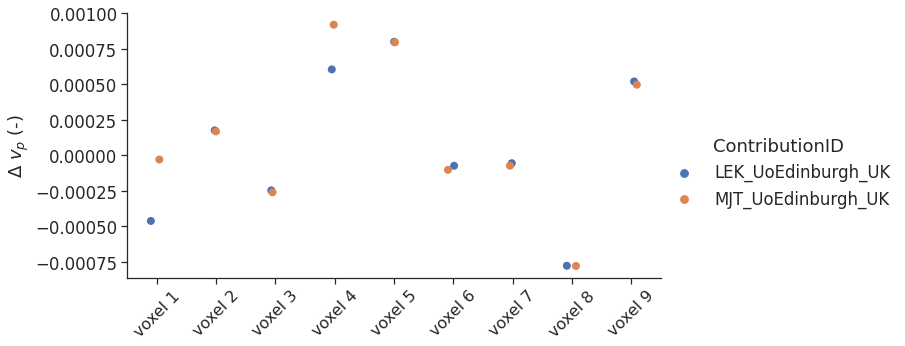 0.00100
0.00075
0.00050
0.00025
0.00000
−0.00025
−0.00050
−0.00075
Δ vp (-)
voxel 1
voxel 2
voxel 3
voxel 4
voxel 5
voxel 6
voxel 7
voxel 8
voxel 9
ContributionID
LEK_UoEdinburgh_UK
MJT_UoEdinburgh_UK